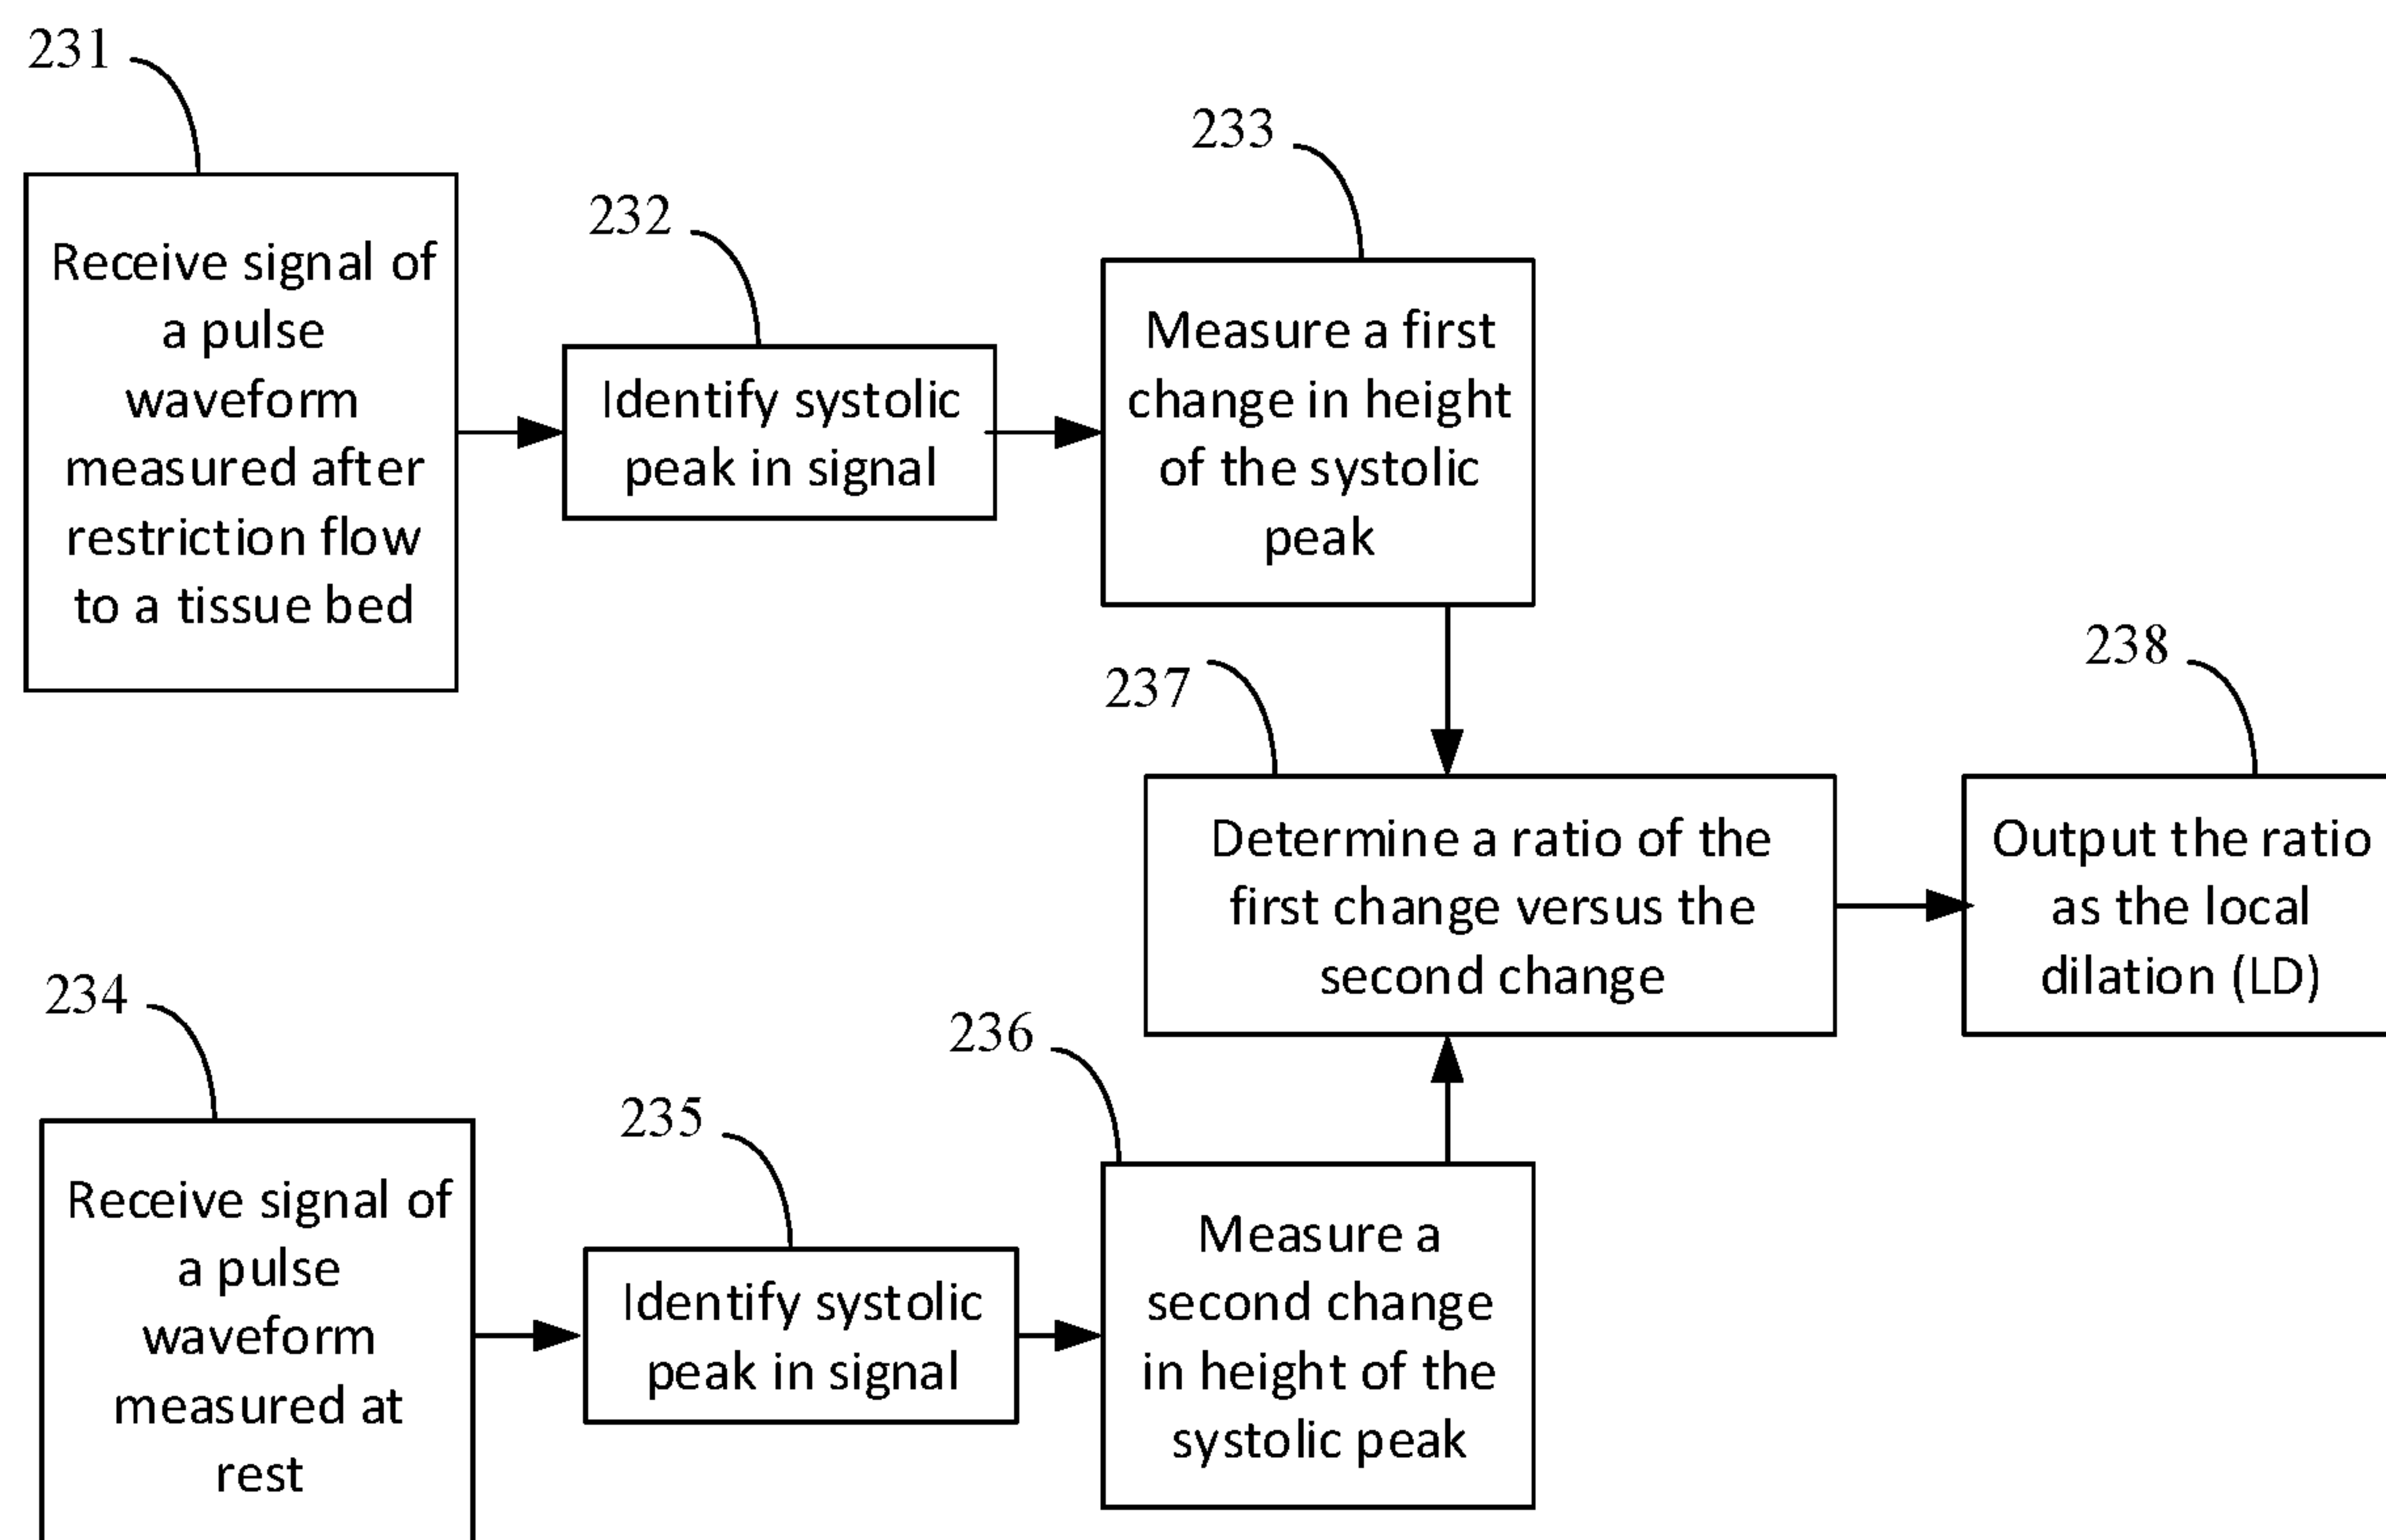 231
Receive signal of
a pulse
waveform
measured after
restriction flow
to a tissue bed
232
Identify systolic
peak in signal
233
Measure a first
change in height
of the systolic
peak
237
Determine a ratio of the
first change versus the
second change
238
Output the ratio
as the local
dilation (LD)
234
Receive signal of
a pulse
waveform
measured at
rest
235
Identify systolic
peak in signal
236
Measure a
second change
in height of the
systolic peak